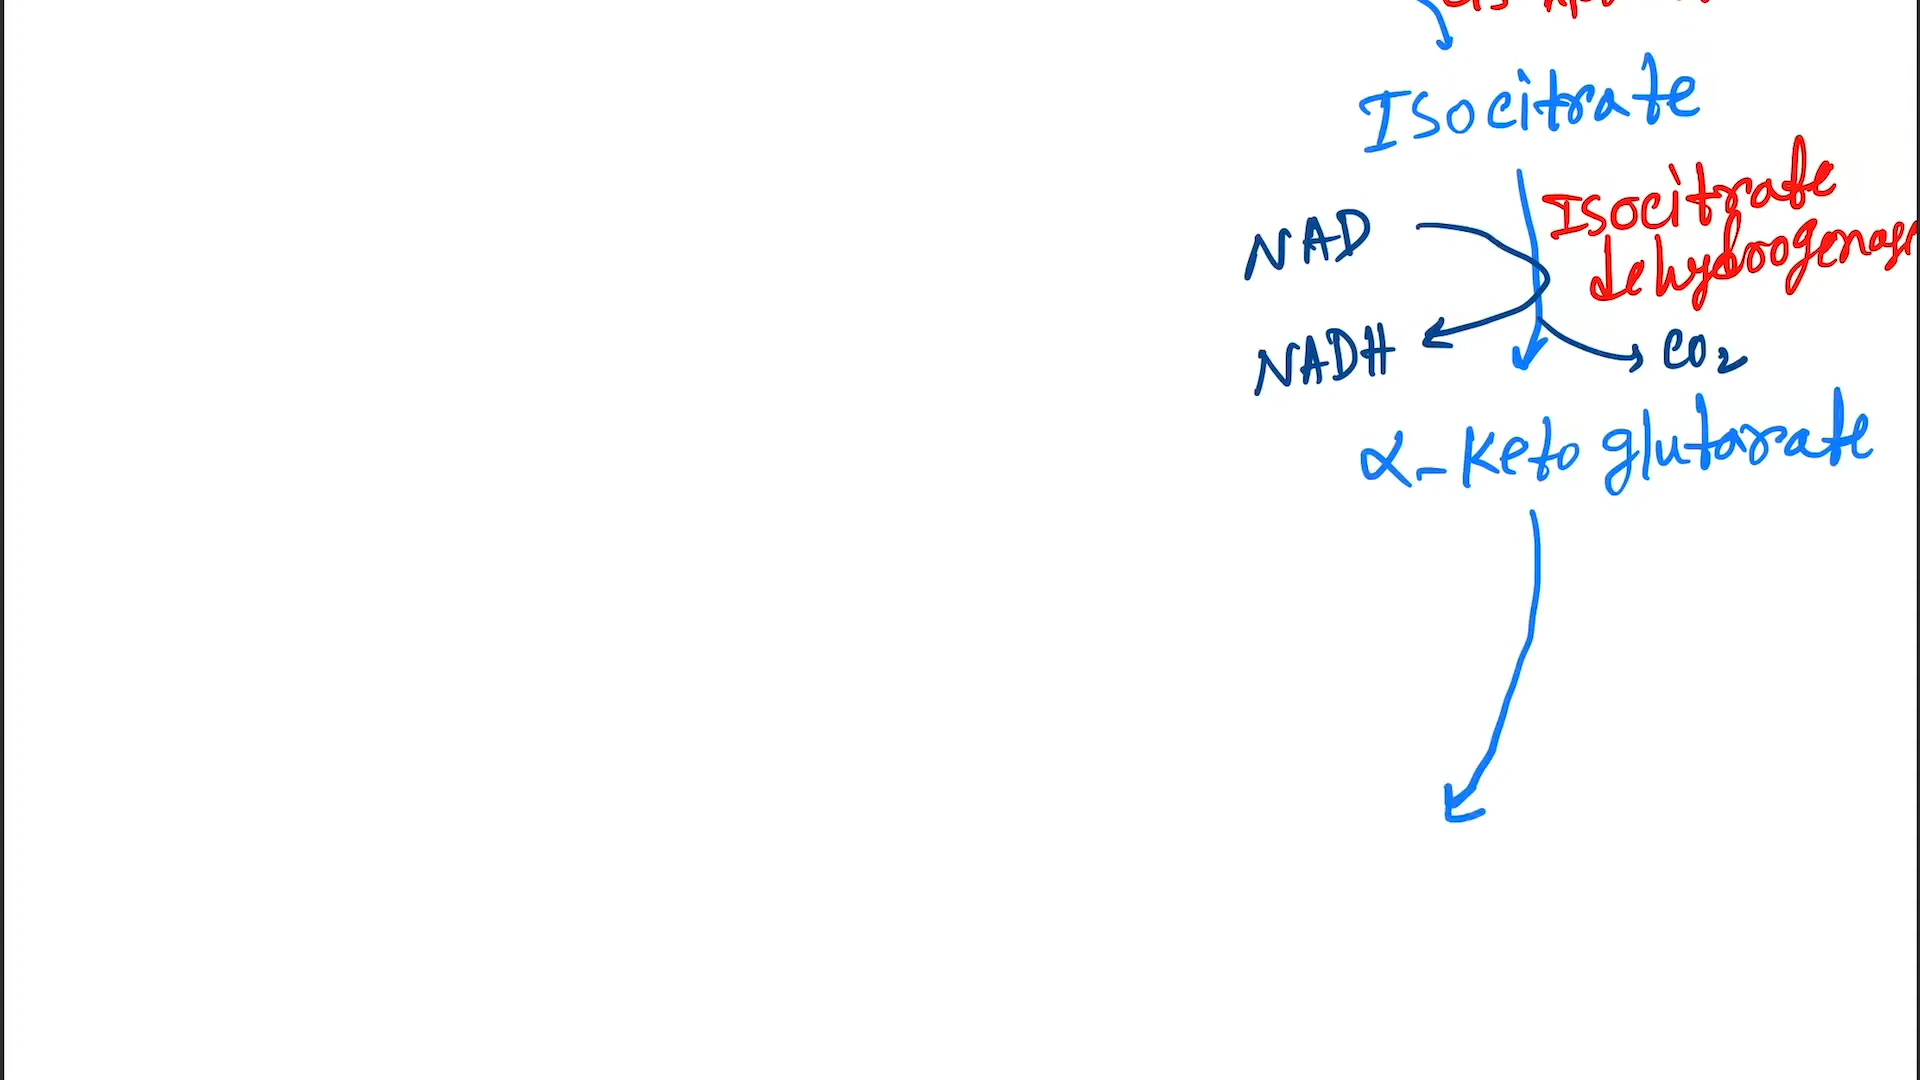 Isocitrate
Isocitrate
dehydrogenase
NAD
NADH
CO2
α-Keto glutarate